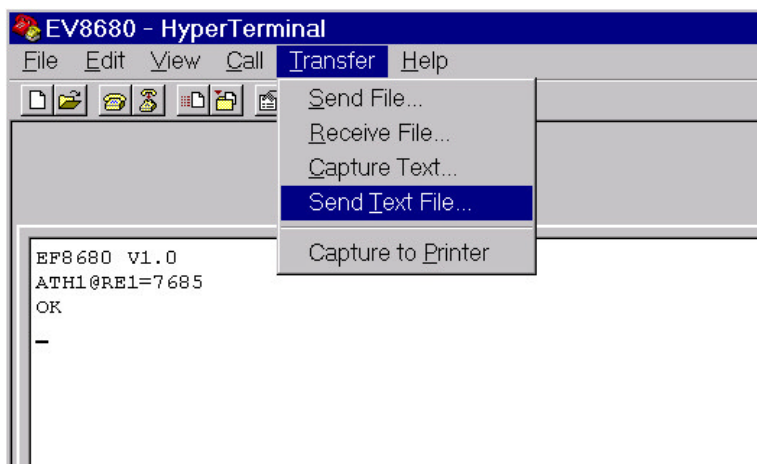 EV8680 - HyperTerminal
File Edit View Call Transfer Help
Send File...
Receive File...
Capture Text...
Send Text File...
Capture to Printer
EF8680 V1.0
ATH1@RE1=7685
OK